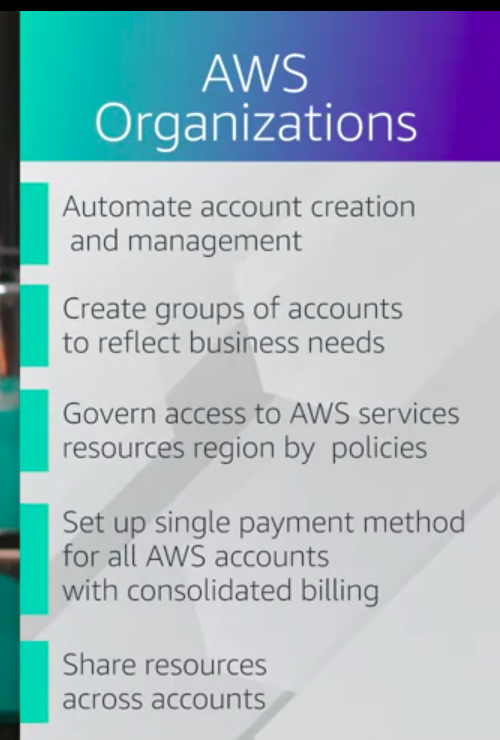 AWS
Organizations
Automate account creation
and management
Create groups of accounts
to reflect business needs
Govern access to AWS services
resources region by policies
Set up single payment method
for all AWS accounts
with consolidated billing
Share resources
across accounts